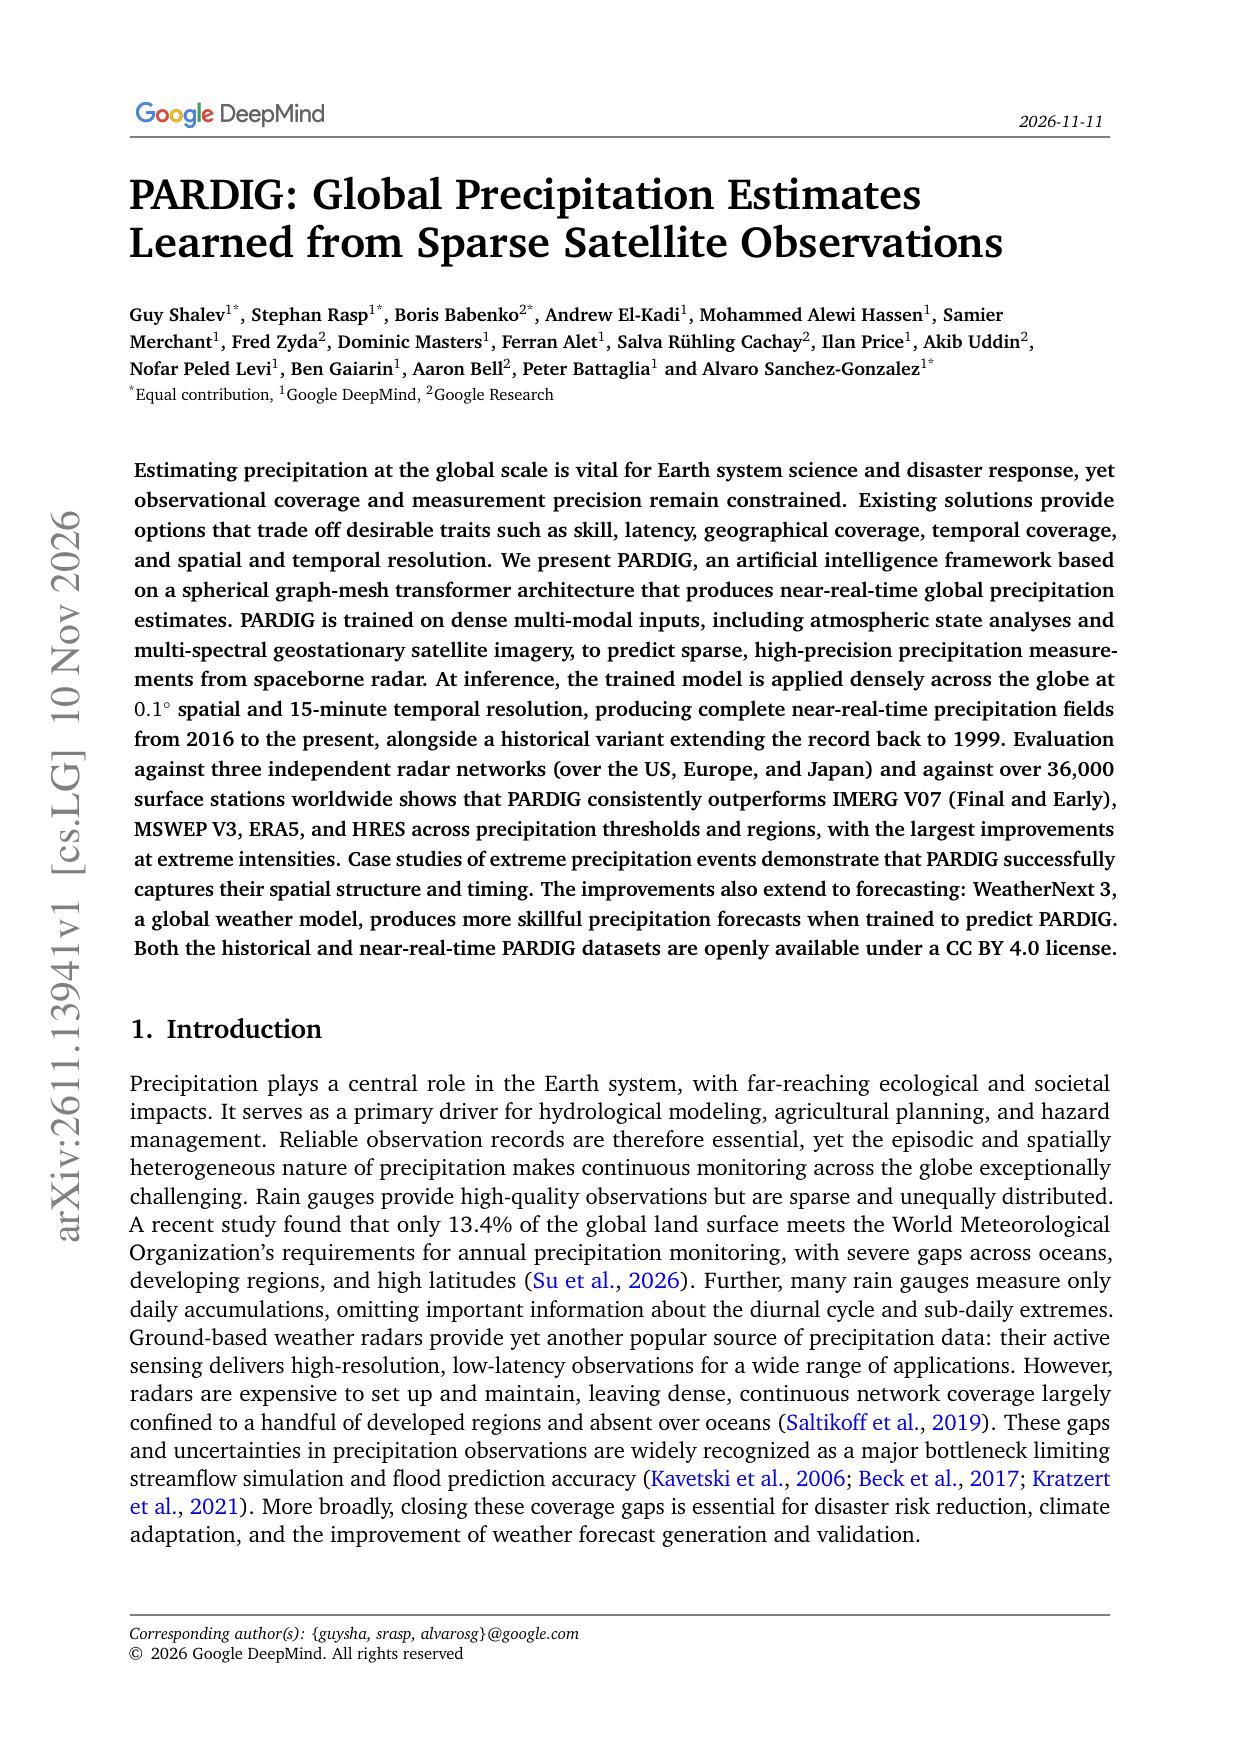 Google DeepMind
2026-11-11
PARDIG: Global Precipitation Estimates
Learned from Sparse Satellite Observations
Guy Shalev1*, Stephan Rasp1*, Boris Babenko2*, Andrew El-Kadi1, Mohammed Alewi Hassen1, Samier
Merchant1, Fred Zyda2, Dominic Masters1, Ferran Alet1, Salva Rühling Cachay2, Ilan Price1, Akib Uddin2,
Nofar Peled Levi1, Ben Gaiarin1, Aaron Bell2, Peter Battaglia1 and Alvaro Sanchez-Gonzalez1*
*Equal contribution, 1Google DeepMind, 2Google Research
Estimating precipitation at the global scale is vital for Earth system science and disaster response, yet
observational coverage and measurement precision remain constrained. Existing solutions provide
options that trade off desirable traits such as skill, latency, geographical coverage, temporal coverage,
and spatial and temporal resolution. We present PARDIG, an artificial intelligence framework based
on a spherical graph-mesh transformer architecture that produces near-real-time global precipitation
estimates. PARDIG is trained on dense multi-modal inputs, including atmospheric state analyses and
multi-spectral geostationary satellite imagery, to predict sparse, high-precision precipitation measure-
ments from spaceborne radar. At inference, the trained model is applied densely across the globe at
0.1° spatial and 15-minute temporal resolution, producing complete near-real-time precipitation fields
from 2016 to the present, alongside a historical variant extending the record back to 1999. Evaluation
against three independent radar networks (over the US, Europe, and Japan) and against over 36,000
surface stations worldwide shows that PARDIG consistently outperforms IMERG V07 (Final and Early),
MSWEP V3, ERA5, and HRES across precipitation thresholds and regions, with the largest improvements
at extreme intensities. Case studies of extreme precipitation events demonstrate that PARDIG successfully
captures their spatial structure and timing. The improvements also extend to forecasting: WeatherNext 3,
a global weather model, produces more skillful precipitation forecasts when trained to predict PARDIG.
Both the historical and near-real-time PARDIG datasets are openly available under a CC BY 4.0 license.
1. Introduction
Precipitation plays a central role in the Earth system, with far-reaching ecological and societal
impacts. It serves as a primary driver for hydrological modeling, agricultural planning, and hazard
management. Reliable observation records are therefore essential, yet the episodic and spatially
heterogeneous nature of precipitation makes continuous monitoring across the globe exceptionally
challenging. Rain gauges provide high-quality observations but are sparse and unequally distributed.
A recent study found that only 13.4% of the global land surface meets the World Meteorological
Organization's requirements for annual precipitation monitoring, with severe gaps across oceans,
developing regions, and high latitudes (Su et al., 2026). Further, many rain gauges measure only
daily accumulations, omitting important information about the diurnal cycle and sub-daily extremes.
Ground-based weather radars provide yet another popular source of precipitation data: their active
sensing delivers high-resolution, low-latency observations for a wide range of applications. However,
radars are expensive to set up and maintain, leaving dense, continuous network coverage largely
confined to a handful of developed regions and absent over oceans (Saltikoff et al., 2019). These gaps
and uncertainties in precipitation observations are widely recognized as a major bottleneck limiting
streamflow simulation and flood prediction accuracy (Kavetski et al., 2006; Beck et al., 2017; Kratzert
et al., 2021). More broadly, closing these coverage gaps is essential for disaster risk reduction, climate
adaptation, and the improvement of weather forecast generation and validation.
Corresponding author(s): {guysha, srasp, alvarosg}@google.com
© 2026 Google DeepMind. All rights reserved
arXiv:2611.13941v1 [cs.LG] 10 Nov 2026